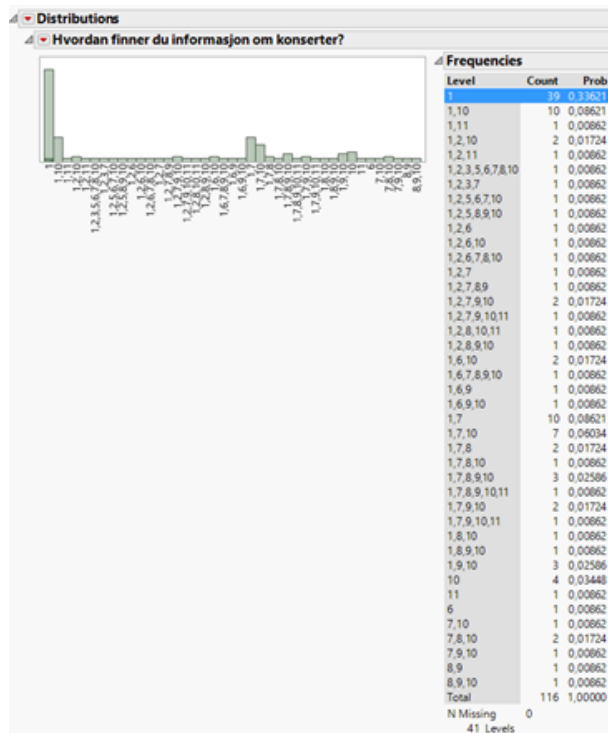 Distributions
Hvordan finner du informasjon om konserter?
Frequencies
Level Count Prob
1 39 0,33621
1,10 10 0,08621
1,11 1 0,00862
1,2,10 2 0,01724
1,2,11 1 0,00862
1,2,3,5,6,7,8,10 1 0,00862
1,2,3,7 1 0,00862
1,2,5,6,7,10 1 0,00862
1,2,5,8,9,10 1 0,00862
1,2,6 1 0,00862
1,2,6,10 1 0,00862
1,2,6,7,8,10 1 0,00862
1,2,7 1 0,00862
1,2,7,8,9 1 0,00862
1,2,7,9,10 2 0,01724
1,2,7,9,10,11 1 0,00862
1,2,8,10,11 1 0,00862
1,2,8,9,10 1 0,00862
1,6,10 2 0,01724
1,6,7,8,9,10 1 0,00862
1,6,9 1 0,00862
1,6,9,10 1 0,00862
1,7 10 0,08621
1,7,10 7 0,06034
1,7,8 2 0,01724
1,7,8,10 1 0,00862
1,7,8,9,10 3 0,02586
1,7,8,9,10,11 1 0,00862
1,7,9,10 2 0,01724
1,7,9,10,11 1 0,00862
1,8,10 1 0,00862
1,8,9,10 1 0,00862
1,9,10 3 0,02586
10 4 0,03448
11 1 0,00862
6 1 0,00862
7,10 1 0,00862
7,8,10 2 0,01724
7,9,10 1 0,00862
8,9 1 0,00862
8,9,10 1 0,00862
Total 116 1,00000
N Missing 0
41 Levels